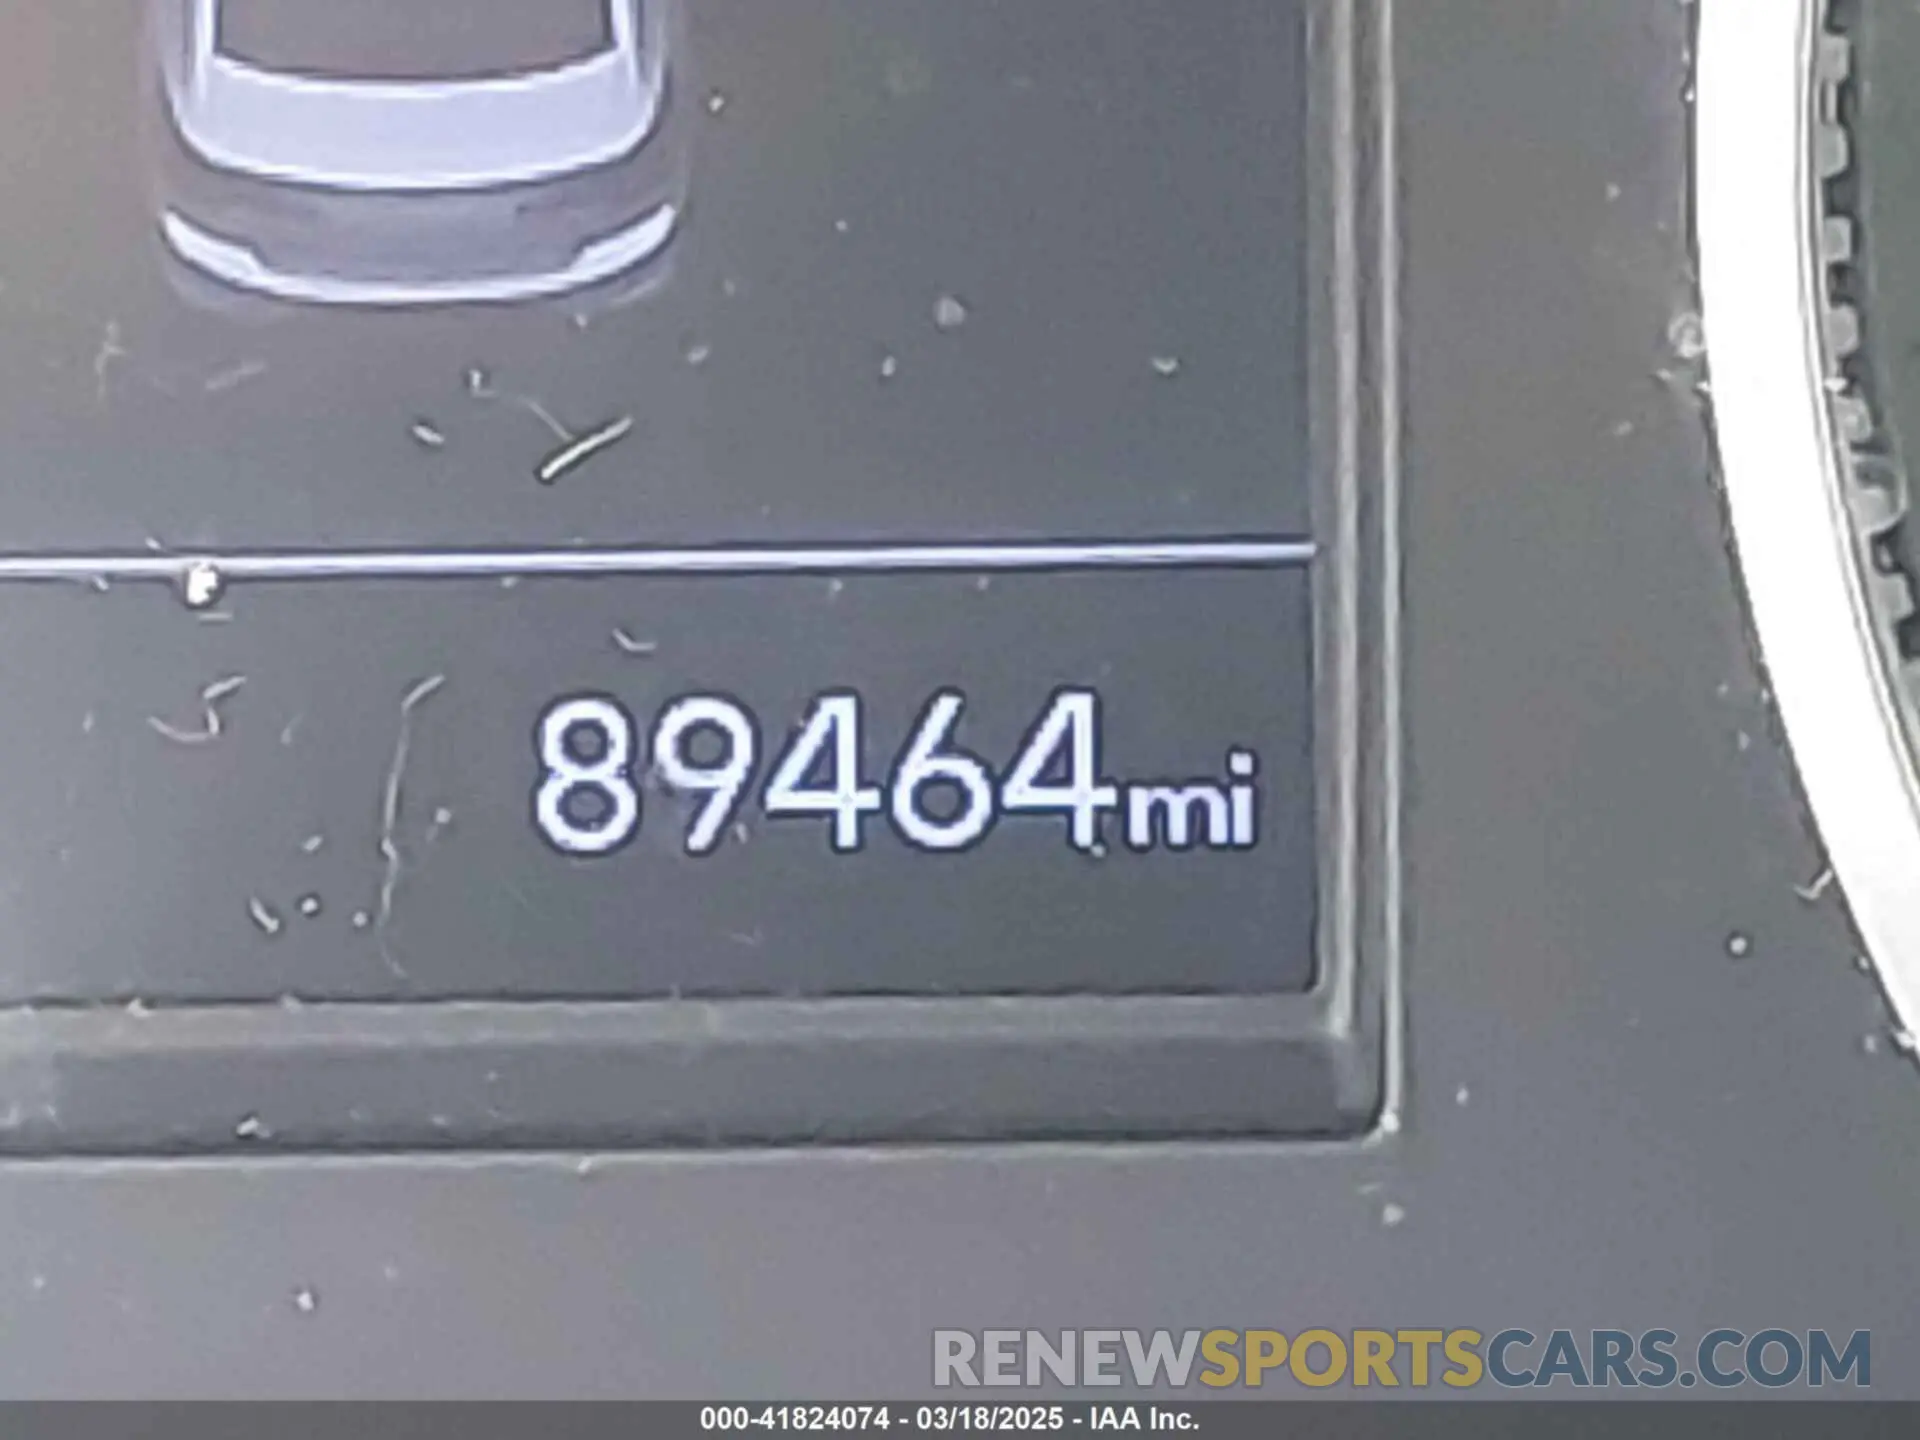 89464mi
RENEWSPORTSCARS.COM
000-41824074 - 03/18/2025 - IAA Inc.